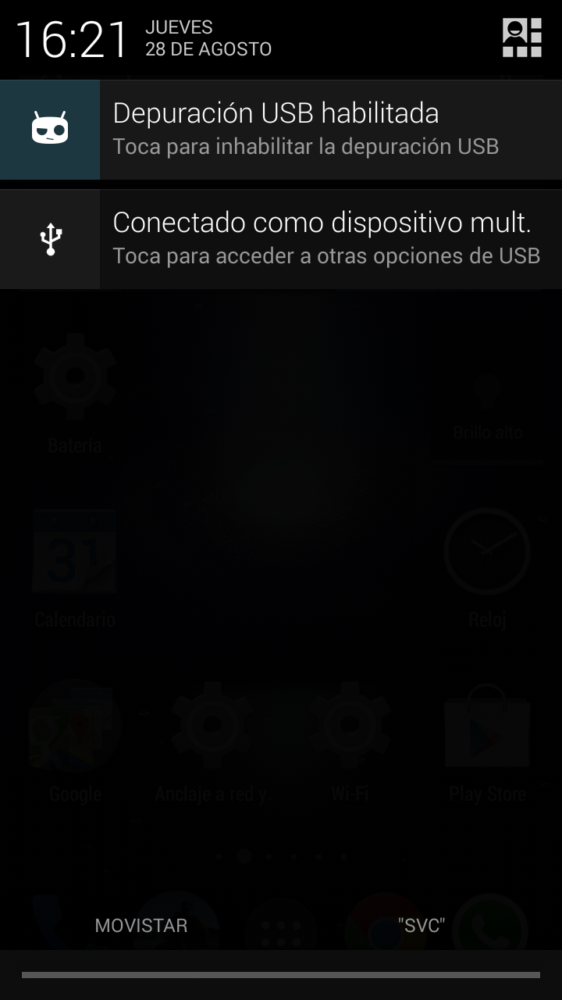 16:21
JUEVES
28 DE AGOSTO
Depuración USB habilitada
Toca para inhabilitar la depuración USB
Conectado como dispositivo mult.
Toca para acceder a otras opciones de USB
Batería
Brillo alto
31
Calendario
Reloj
Google
Anclaje a red y.
Wi-Fi
Play Store
MOVISTAR
"SVC"